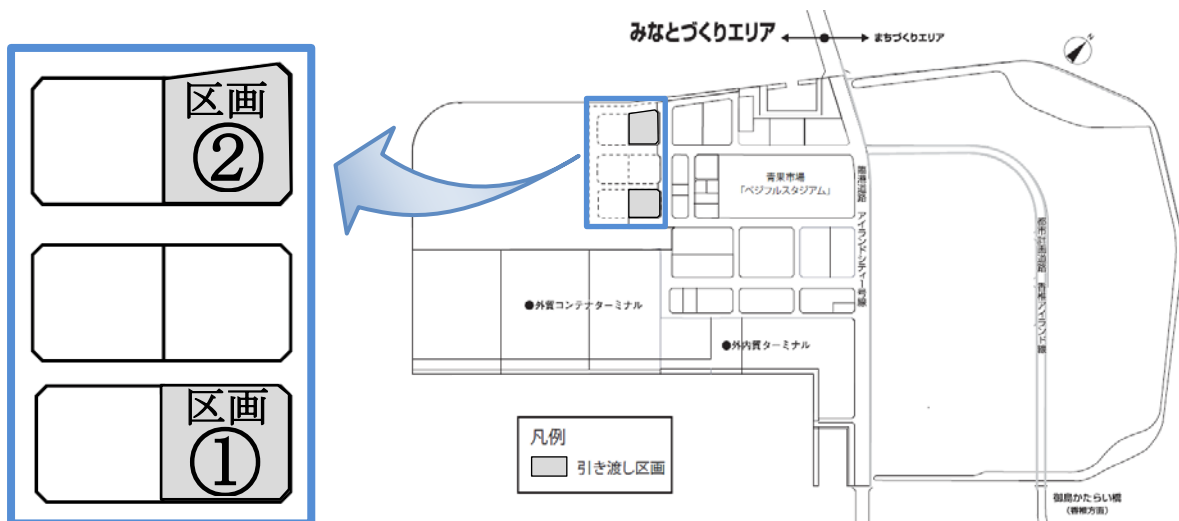 区画
②
区画
①
みなとづくりエリア
まちづくりエリア
N
青果市場
「ベジフルスタジアム」
臨港道路 アイランドシティ1号線
都市計画道路 香椎アイランド線
●外貿コンテナターミナル
●外内貿ターミナル
凡例
引き渡し区画
御島かたらい橋
(香椎方面)